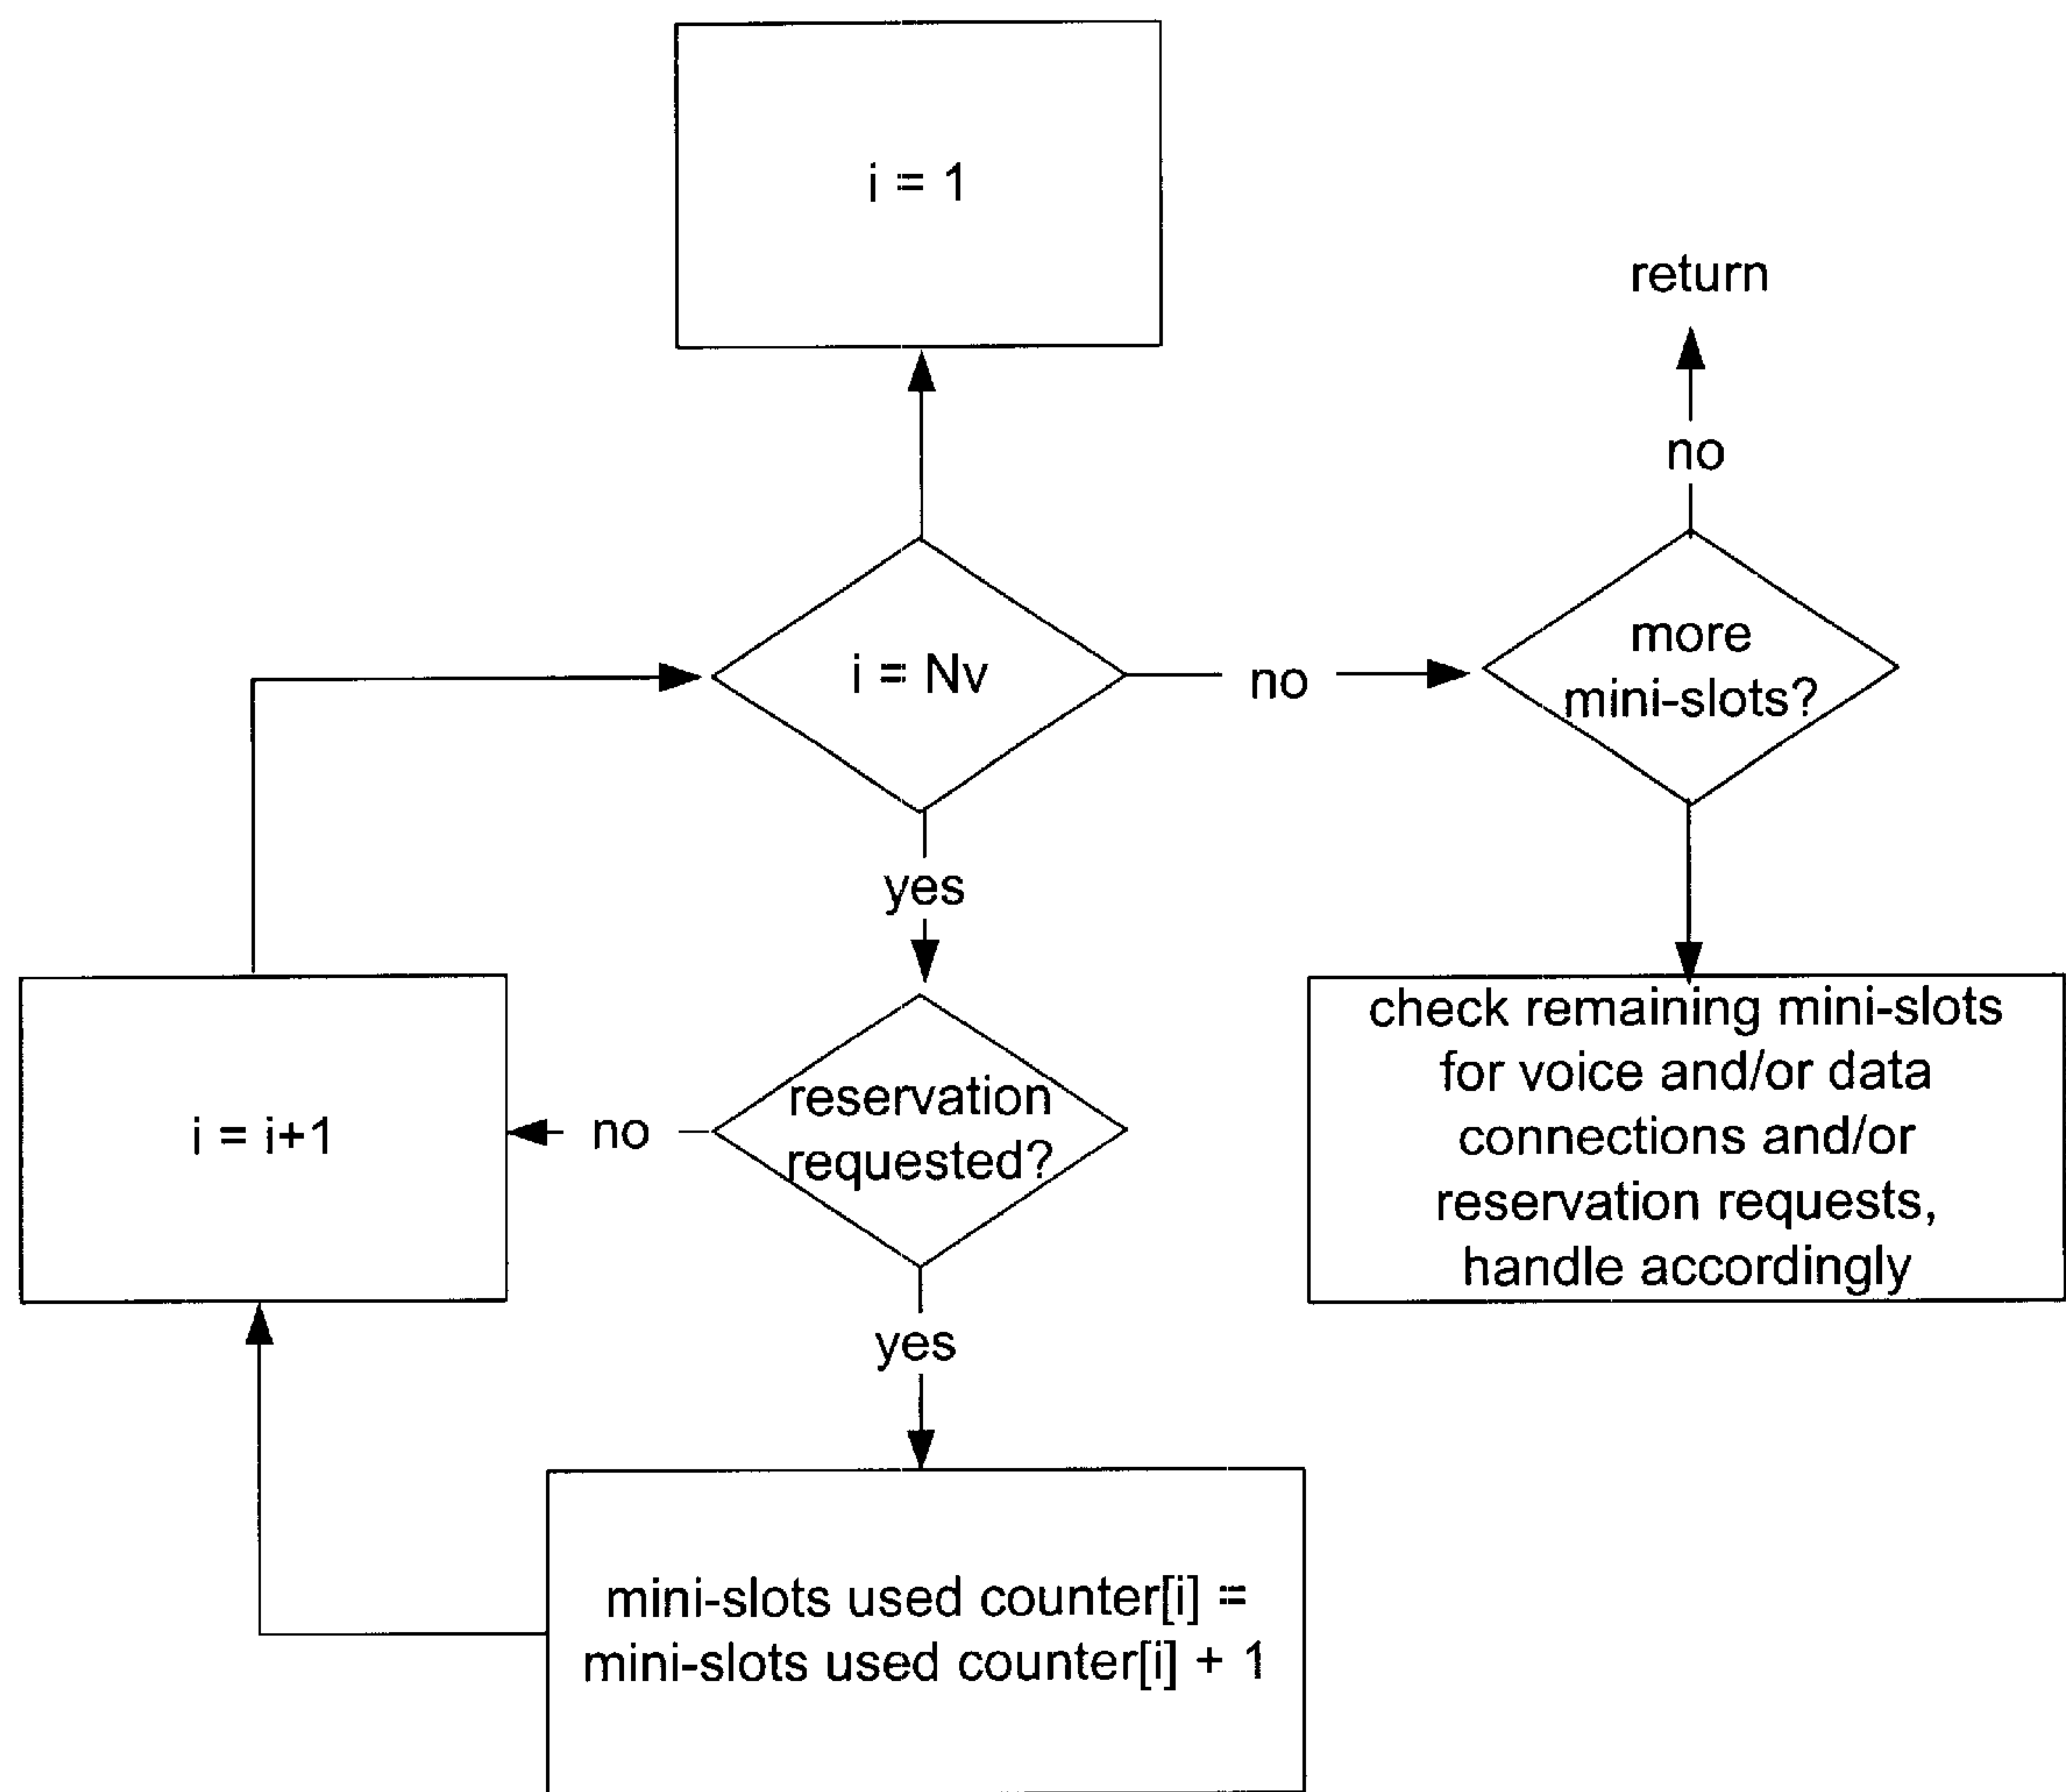 i = 1
return
no
i = Nv
no
more
mini-slots?
yes
i = i+1
no
reservation
requested?
check remaining mini-slots
for voice and/or data
connections and/or
reservation requests,
handle accordingly
yes
mini-slots used counter[i] =
mini-slots used counter[i] + 1